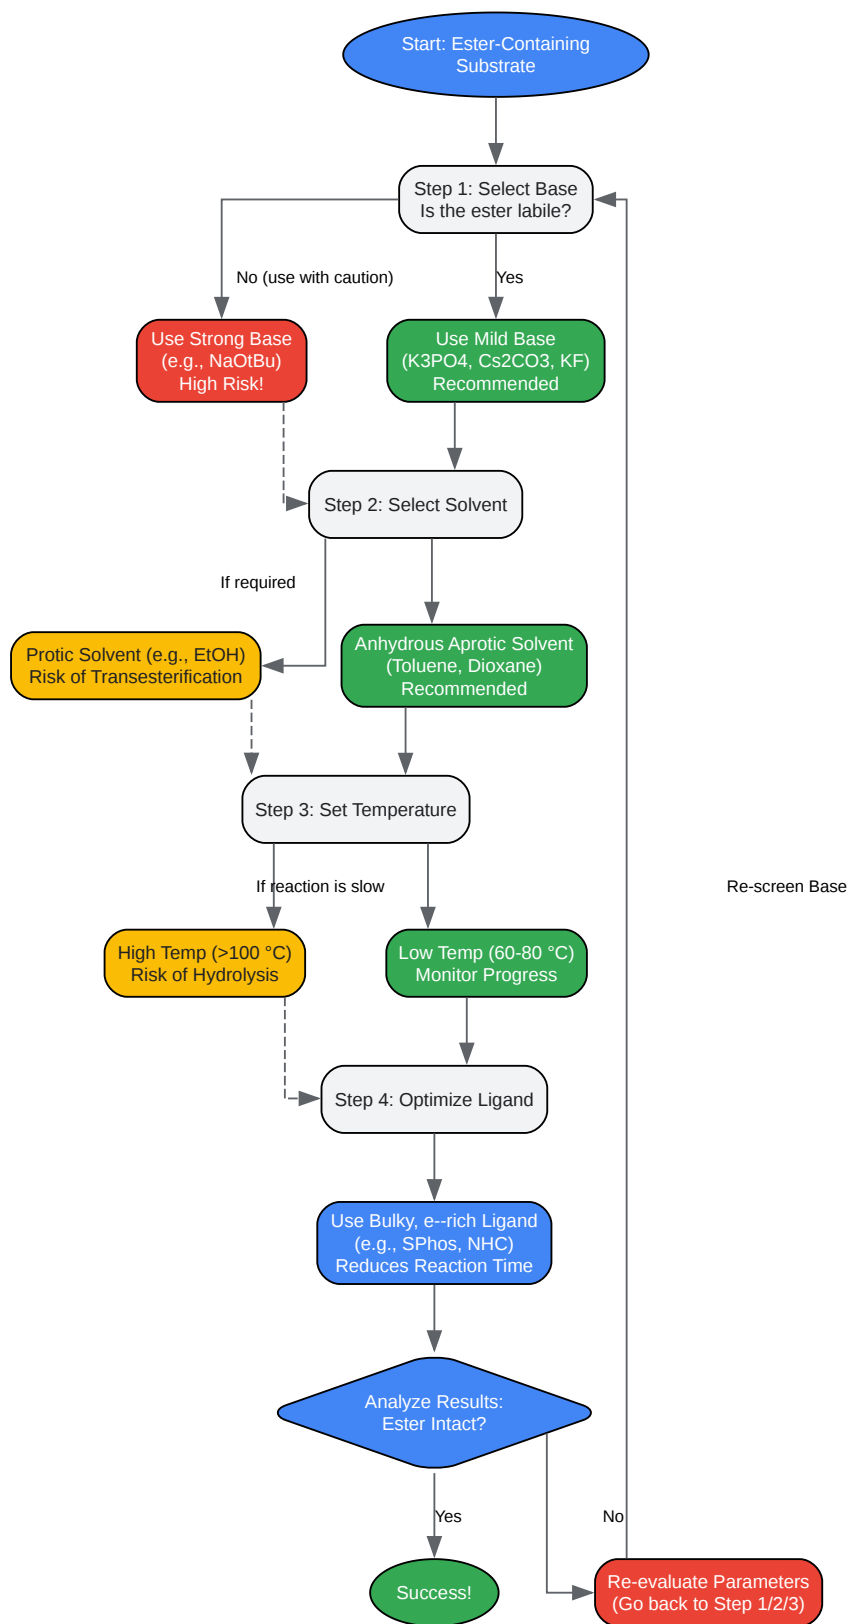 Start: Ester-Containing
Substrate
Step 1: Select Base
Is the ester labile?
No (use with caution)
Yes
Use Strong Base
(e.g., NaOtBu)
High Risk!
Use Mild Base
(K3PO4, Cs2CO3, KF)
Recommended
Step 2: Select Solvent
If required
Protic Solvent (e.g., EtOH)
Risk of Transesterification
Anhydrous Aprotic Solvent
(Toluene, Dioxane)
Recommended
Step 3: Set Temperature
If reaction is slow
Re-screen Base
High Temp (>100 °C)
Risk of Hydrolysis
Low Temp (60-80 °C)
Monitor Progress
Step 4: Optimize Ligand
Use Bulky, e--rich Ligand
(e.g., SPhos, NHC)
Reduces Reaction Time
Analyze Results:
Ester Intact?
Yes
No
Success!
Re-evaluate Parameters
(Go back to Step 1/2/3)